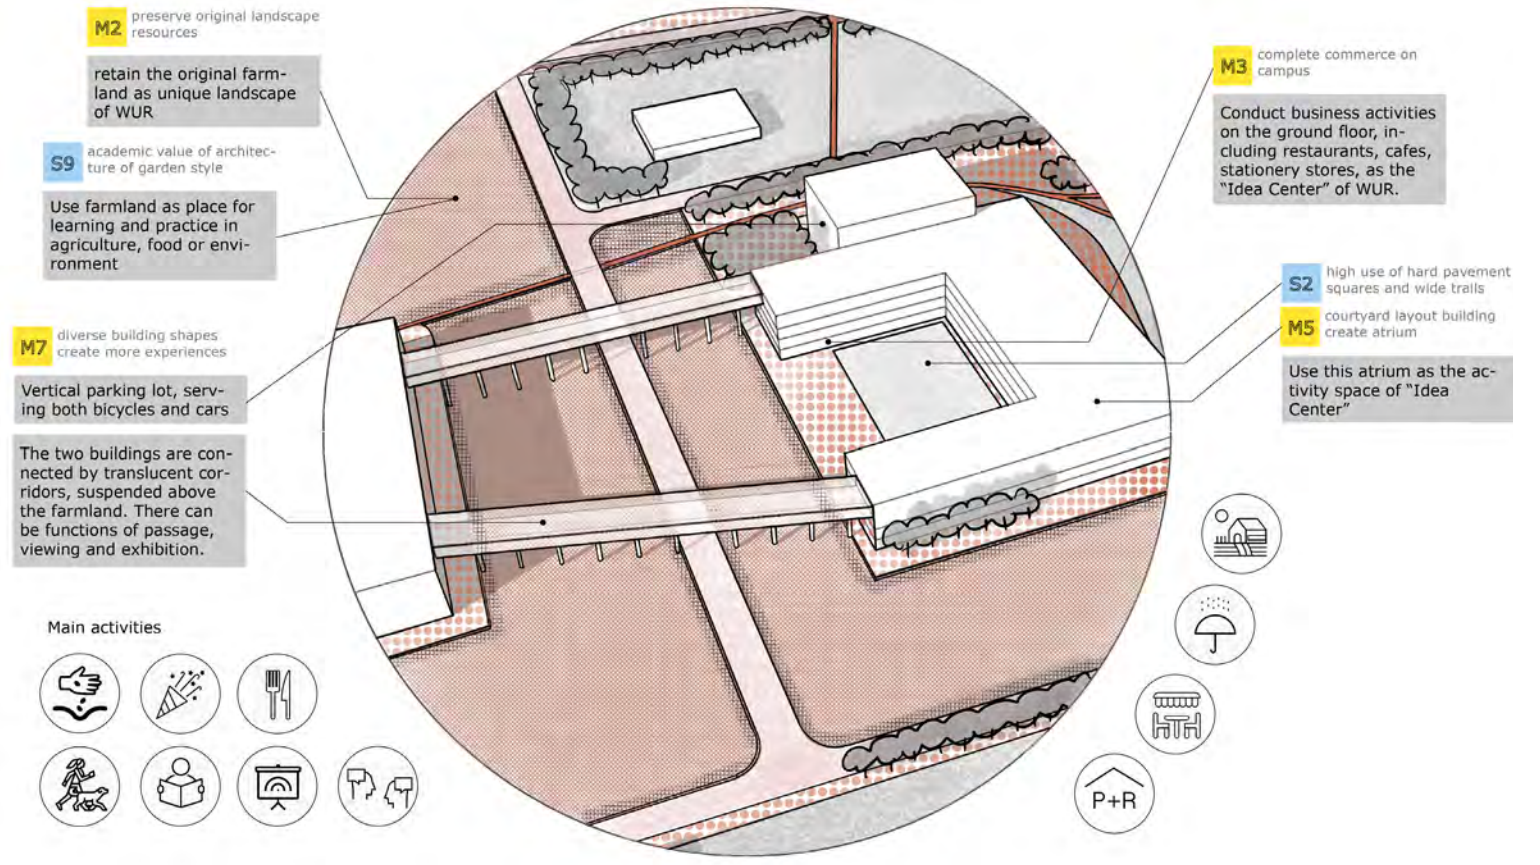 M2 preserve original landscape
resources
retain the original farm-
land as unique landscape
of WUR
S9 academic value of architec-
ture of garden style
Use farmland as place for
learning and practice in
agriculture, food or envi-
ronment
M7 diverse building shapes
create more experiences
Vertical parking lot, serv-
ing both bicycles and cars
The two buildings are con-
nected by translucent cor-
ridors, suspended above
the farmland. There can
be functions of passage,
viewing and exhibition.
Main activities
M3 complete commerce on
campus
Conduct business activities
on the ground floor, in-
cluding restaurants, cafes,
stationery stores, as the
“Idea Center” of WUR.
S2 high use of hard pavement
squares and wide trails
M5 courtyard layout building
create atrium
Use this atrium as the ac-
tivity space of “Idea
Center”
P+R